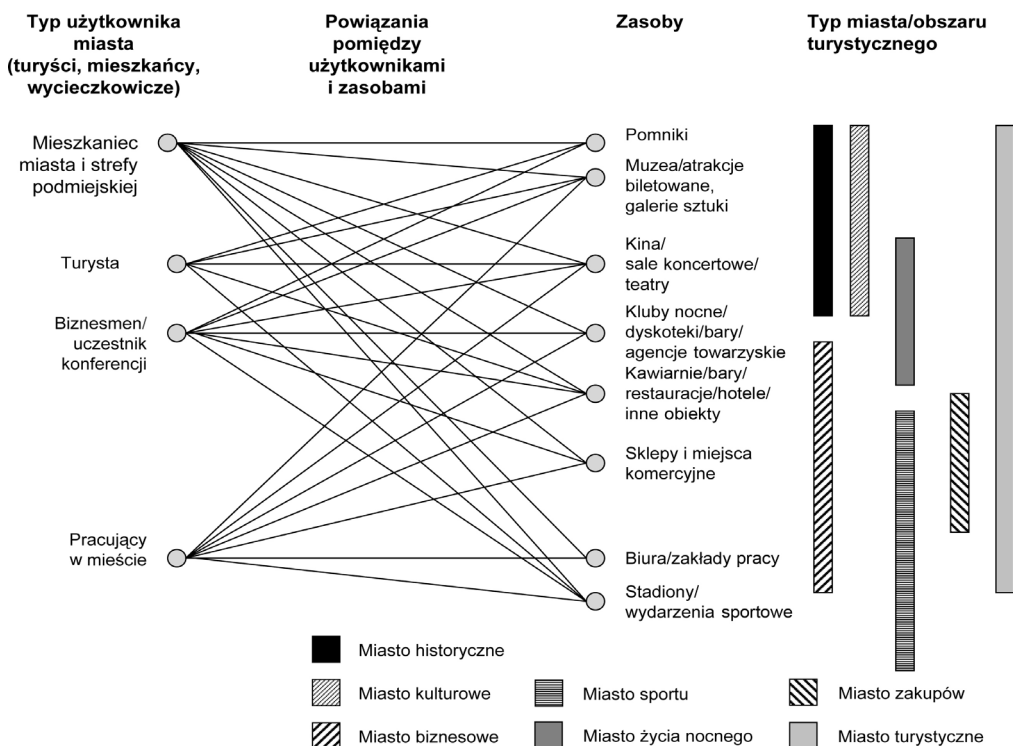 Typ użytkownika
miasta
(turyści, mieszkańcy,
wycieczkowicze)
Powiązania
pomiędzy
użytkownikami
i zasobami
Zasoby
Typ miasta/obszaru
turystycznego
Mieszkaniec
miasta i strefy
podmiejskiej
Turysta
Biznesmen/
uczestnik
konferencji
Pracujący
w mieście
Pomniki
Muzea/atrakcje
biletowane,
galerie sztuki
Kina/
sale koncertowe/
teatry
Kluby nocne/
dyskoteki/bary/
agencje towarzyskie
Kawiarnie/bary/
restauracje/hotele/
inne obiekty
Sklepy i miejsca
komercyjne
Biura/zakłady pracy
Stadiony/
wydarzenia sportowe
Miasto historyczne
Miasto kulturowe
Miasto sportu
Miasto zakupów
Miasto biznesowe
Miasto życia nocnego
Miasto turystyczne